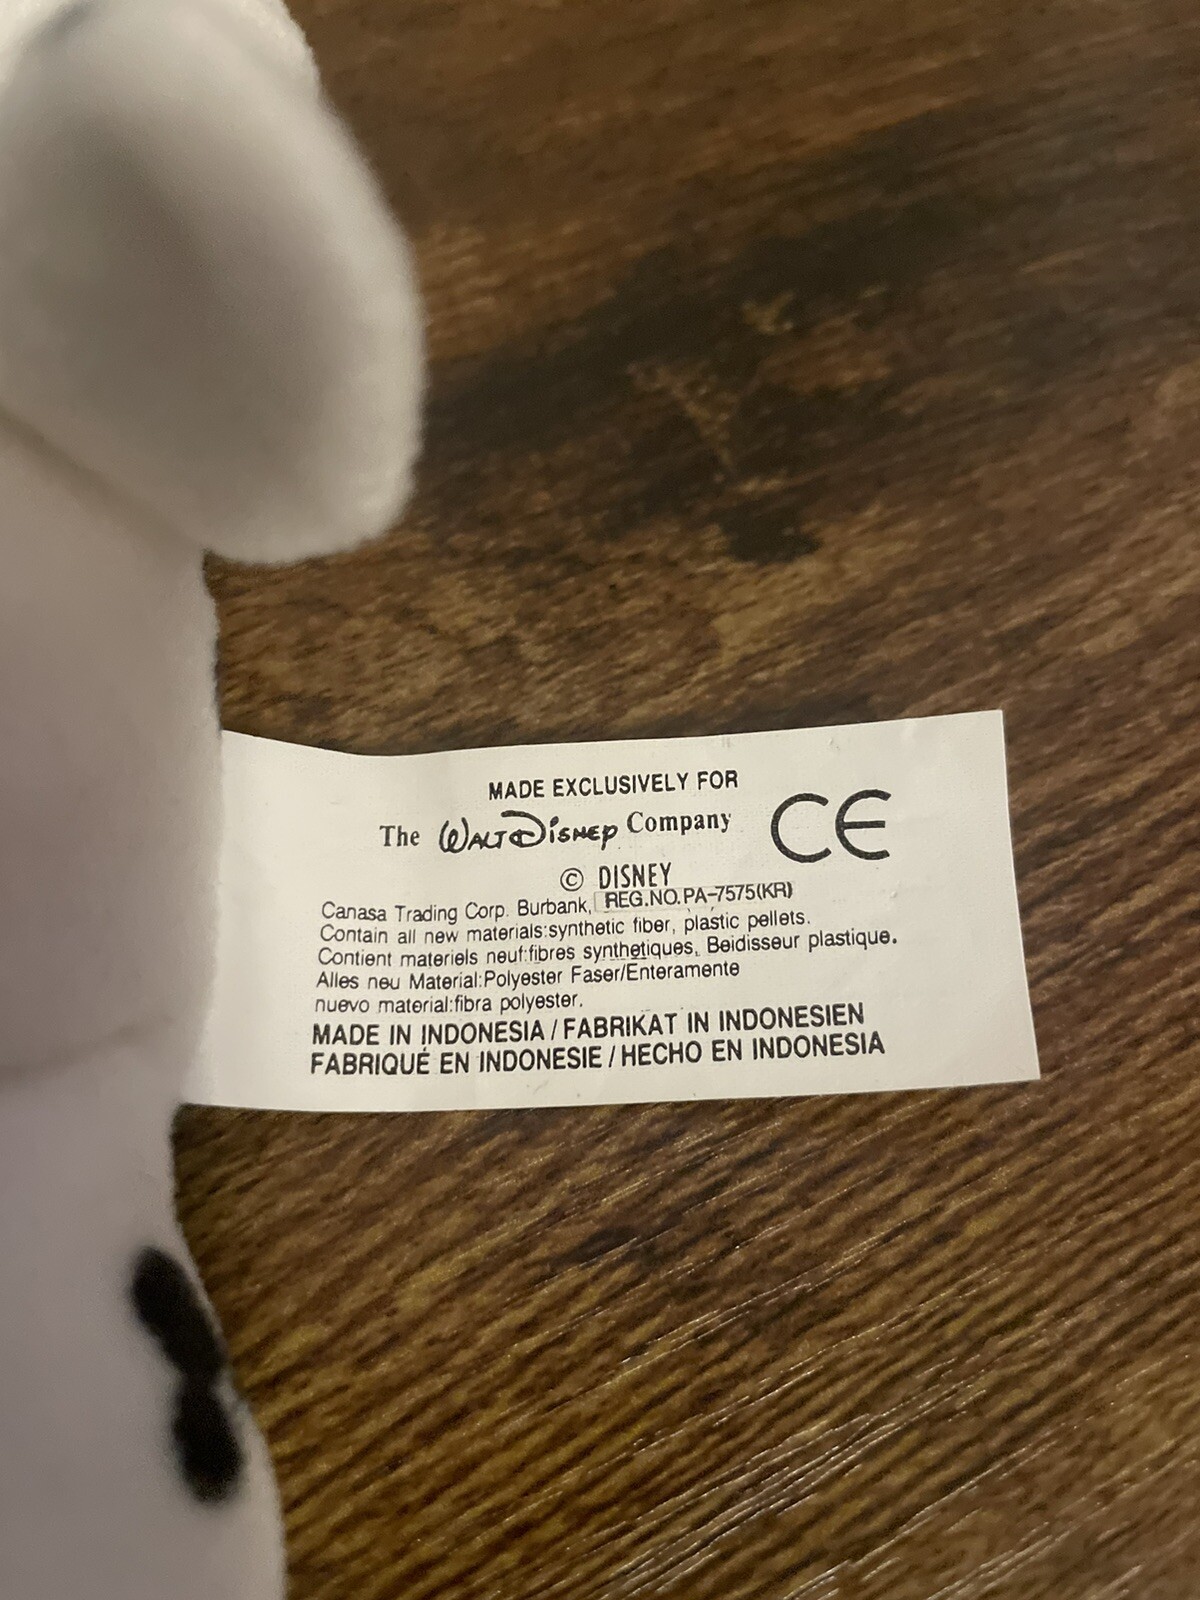 MADE EXCLUSIVELY FOR
The WALT DISNEY Company
CE
© DISNEY
Canasa Trading Corp. Burbank, REG.NO.PA-7575(KR)
Contain all new materials:synthetic fiber, plastic pellets.
Contient materiels neuf:fibres synthetiques, Beidisseur plastique.
Alles neu Material:Polyester Faser/Enteramente
nuevo material:fibra polyester.
MADE IN INDONESIA / FABRIKAT IN INDONESIEN
FABRIQUÉ EN INDONESIE / HECHO EN INDONESIA